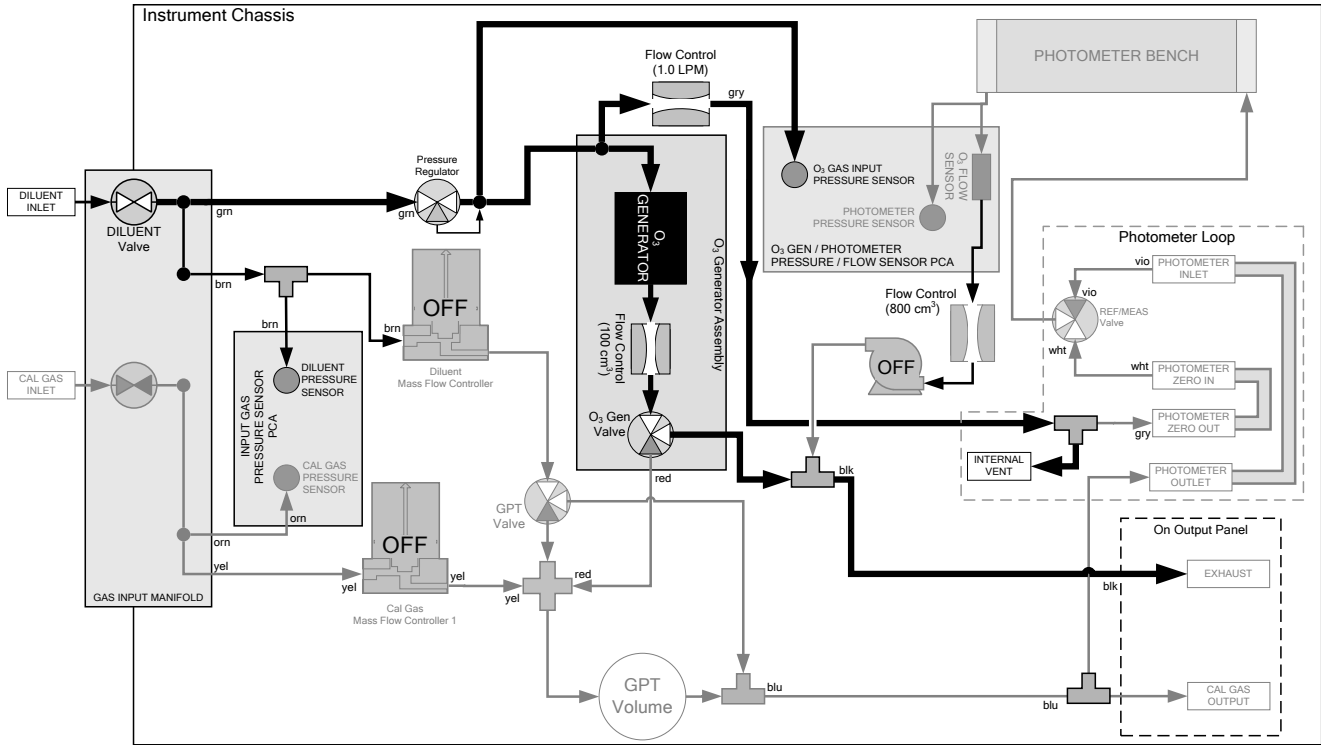 Instrument Chassis
PHOTOMETER BENCH
Flow Control
(1.0 LPM)
gry
Pressure
Regulator
O₃ GAS INPUT
PRESSURE SENSOR
O₃ FLOW
SENSOR
PHOTOMETER
PRESSURE SENSOR
O₃ GEN / PHOTOMETER
PRESSURE / FLOW SENSOR PCA
DILUENT
INLET
grn
grn
DILUENT
Valve
O₃
GENERATOR
O₃ Generator Assembly
Photometer Loop
vio
PHOTOMETER
INLET
vio
REF/MEAS
Valve
wht
wht
PHOTOMETER
ZERO IN
brn
OFF
brn
brn
Flow Control
(100 cm³)
Flow Control
(800 cm³)
OFF
DILUENT
PRESSURE
SENSOR
INPUT GAS
PRESSURE SENSOR
PCA
Diluent
Mass Flow Controller
CAL GAS
INLET
O₃ Gen
Valve
PHOTOMETER
ZERO OUT
gry
INTERNAL
VENT
CAL GAS
PRESSURE
SENSOR
red
blk
PHOTOMETER
OUTLET
GPT
Valve
orn
orn
OFF
On Output Panel
yel
yel
yel
yel
red
blk
EXHAUST
GAS INPUT MANIFOLD
Cal Gas
Mass Flow Controller 1
GPT
Volume
blu
blu
CAL GAS
OUTPUT